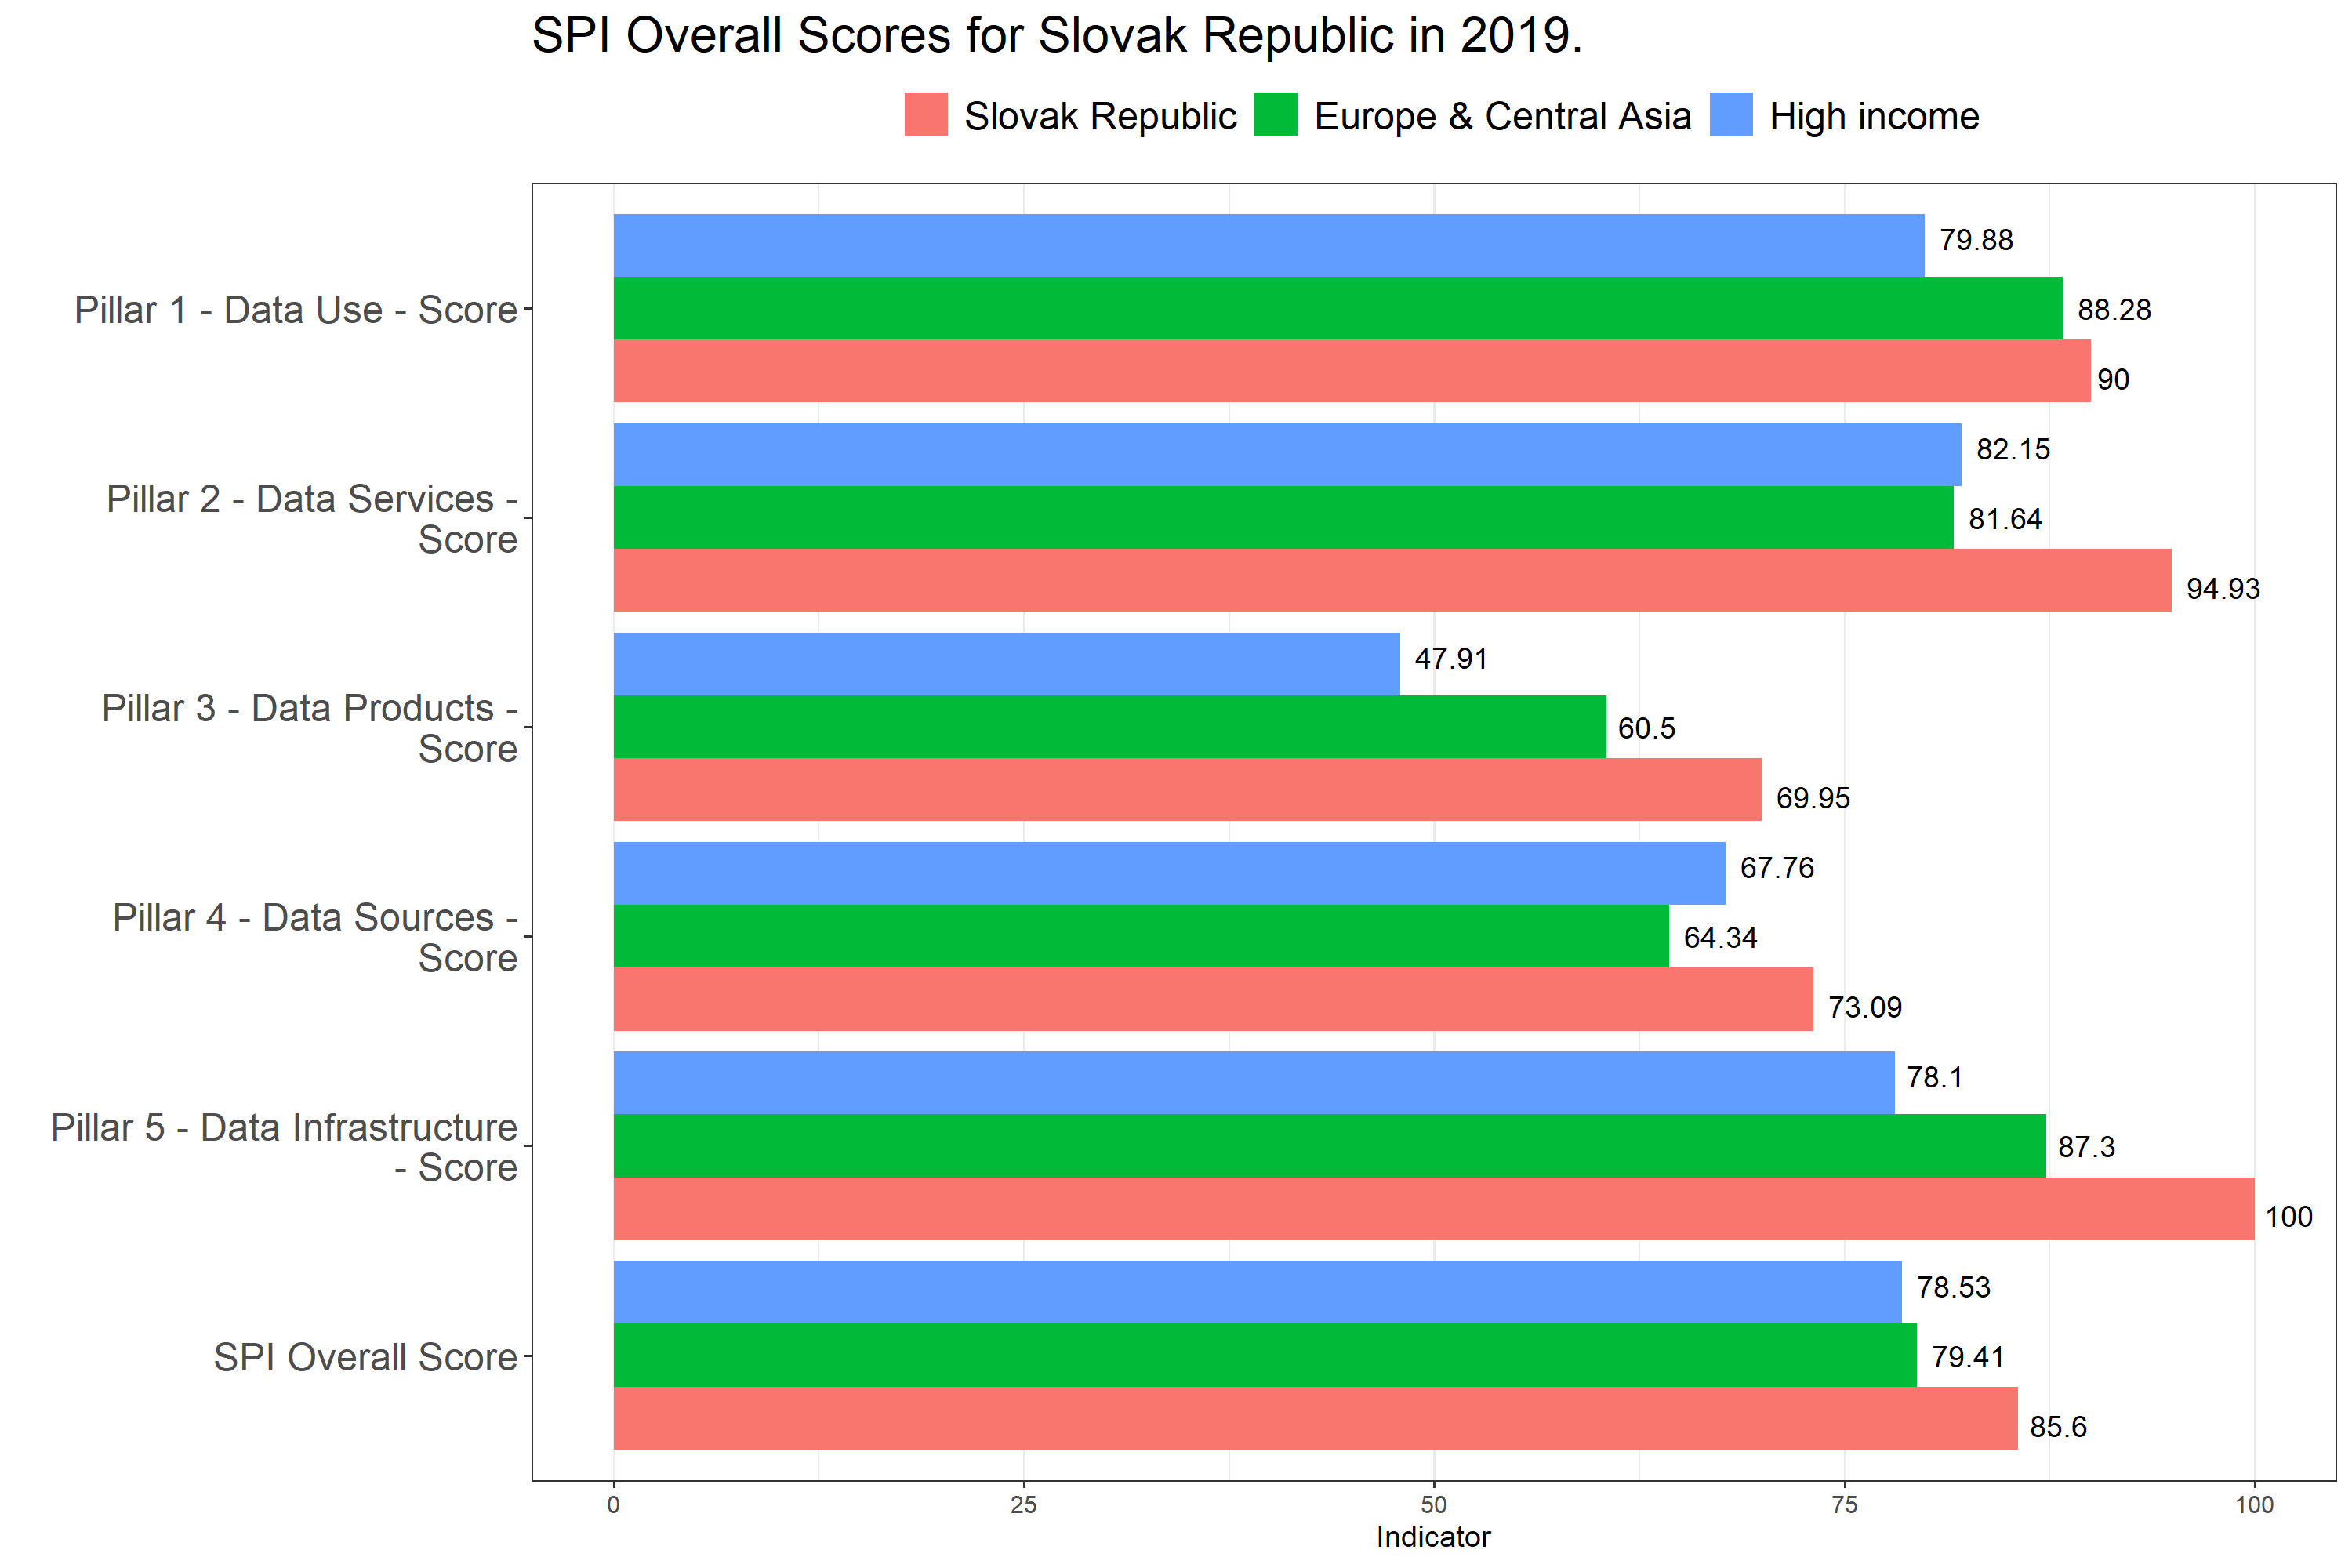 SPI Overall Scores for Slovak Republic in 2019.
Slovak Republic Europe & Central Asia High income
Pillar 1 - Data Use - Score
79.88
88.28
90
Pillar 2 - Data Services -
Score
82.15
81.64
94.93
Pillar 3 - Data Products -
Score
47.91
60.5
69.95
Pillar 4 - Data Sources -
Score
67.76
64.34
73.09
Pillar 5 - Data Infrastructure
- Score
78.1
87.3
100
SPI Overall Score
78.53
79.41
85.6
0 25 50 75 100
Indicator